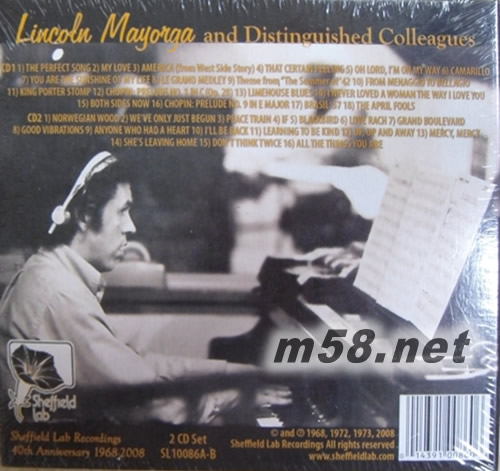 Lincoln Mayorga and Distinguished Colleagues
CD1 1) THE PERFECT SONG 2) MY LOVE 3) AMERICA (from West Side Story) 4) THAT CERTAIN FEELING 5) OH LORD, I'M ON MY WAY 6) CAMARILLO
7) YOU ARE THE SUNSHINE OF MY LIFE 8) LE GRAND MEDLEY 9) Theme from "The Summer of '42 10) FROM MENAGGIO TO BELLAGIO
11) KING PORTER STOMP 12) CHOPIN: PRELUDE NO. 1 IN C (Op. 28) 13) LIMEHOUSE BLUES 14) I NEVER LOVED A WOMAN THE WAY I LOVE YOU
15) BOTH SIDES NOW 16) CHOPIN: PRELUDE NO. 9 IN E MAJOR 17) BRASIL '57 18) THE APRIL FOOLS
CD2 1) NORWEGIAN WOOD 2) WE'VE ONLY JUST BEGUN 3) PEACE TRAIN 4) IF 5) BLACKBIRD 6) LOVE RACH 7) GRAND BOULEVARD
8) GOOD VIBRATIONS 9) ANYONE WHO HAD A HEART 10) I'LL BE BACK 11) LEARNING TO BE KIND 12) UP, UP AND AWAY 13) MERCY, MERCY
14) SHE'S LEAVING HOME 15) DON'T THINK TWICE 16) ALL THE THINGS YOU ARE
m58.net
Sheffield
lab
Sheffield Lab Recordings
40th Anniversary 1968-2008
2 CD Set
SL10086A-B
© and ℗ 1968, 1972, 1973, 2008
Sheffield Lab Recordings All rights reserved.
www.sheffieldlab.com